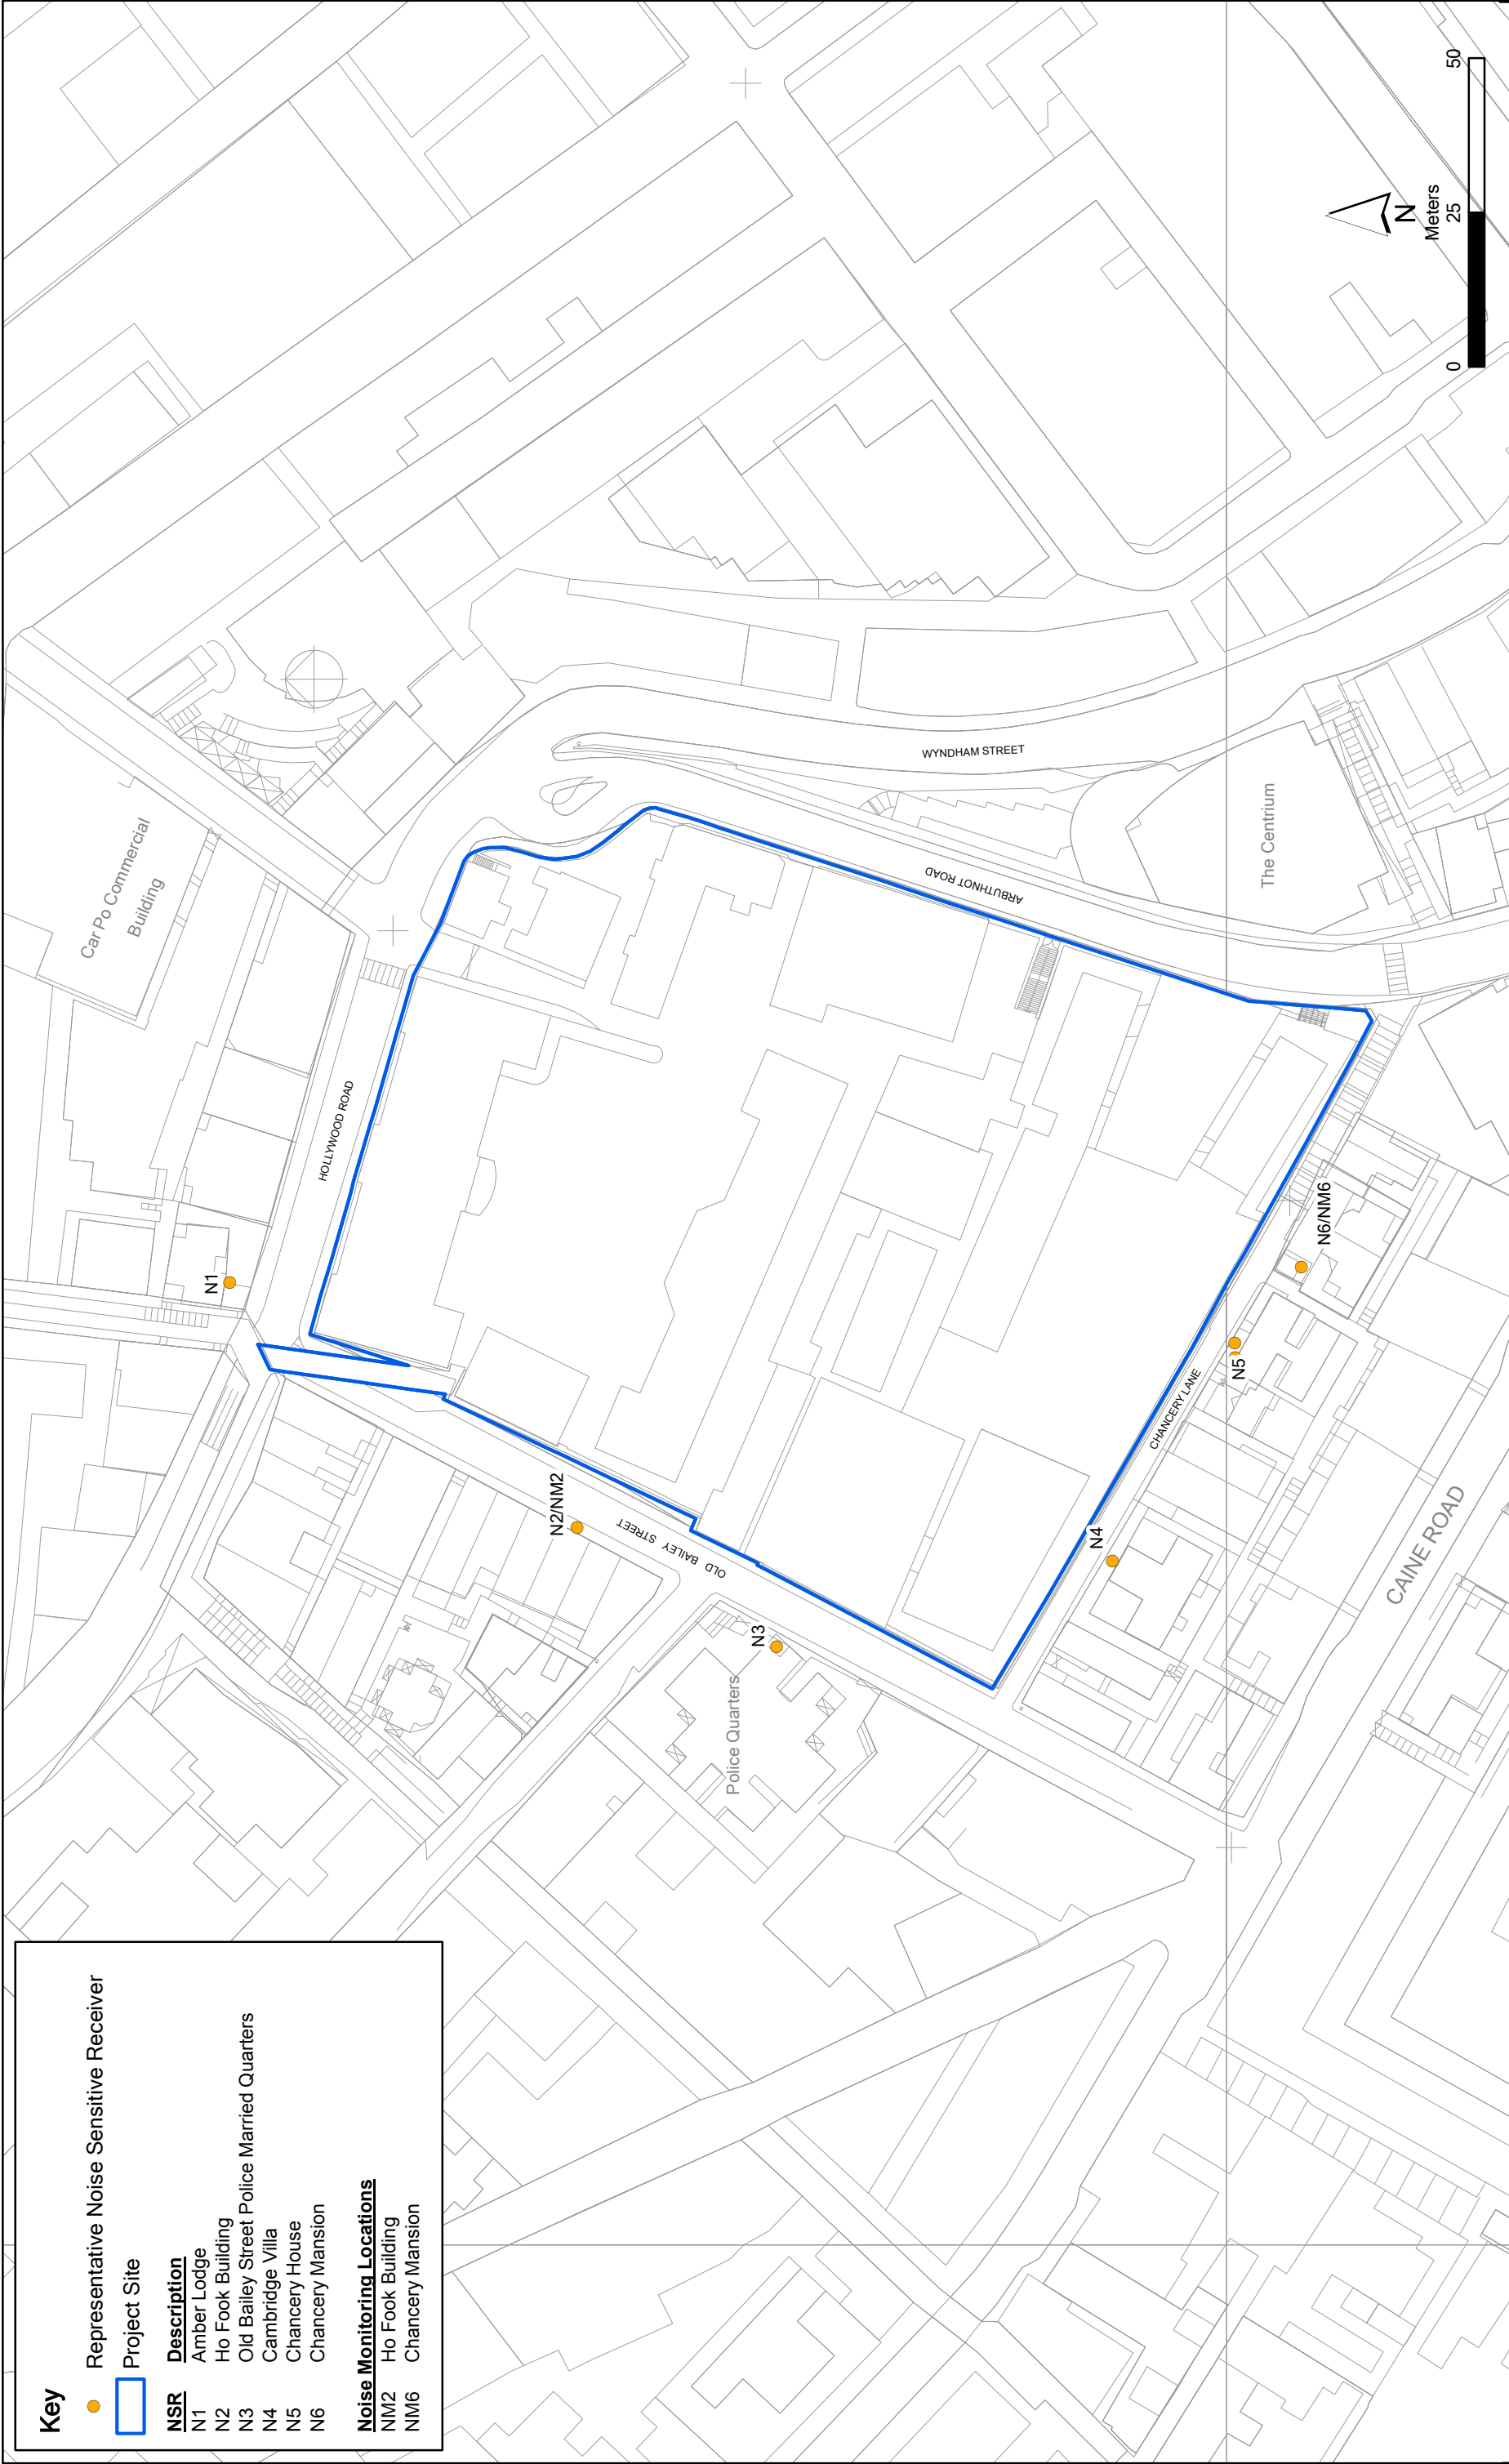 Key
Representative Noise Sensitive Receiver
Project Site
NSR Description
N1 Amber Lodge
N2 Ho Fook Building
N3 Old Bailey Street Police Married Quarters
N4 Cambridge Villa
N5 Chancery House
N6 Chancery Mansion
Noise Monitoring Locations
NM2 Ho Fook Building
NM6 Chancery Mansion
Car Po Commercial
Building
N1
HOLLYWOOD ROAD
N2/NM2
OLD BAILEY STREET
N3
Police Quarters
WYNDHAM STREET
ARBUTHNOT ROAD
The Centrium
N4
CHANCERY LANE
N5
N6/NM6
CAINE ROAD
N
Meters
0 25 50